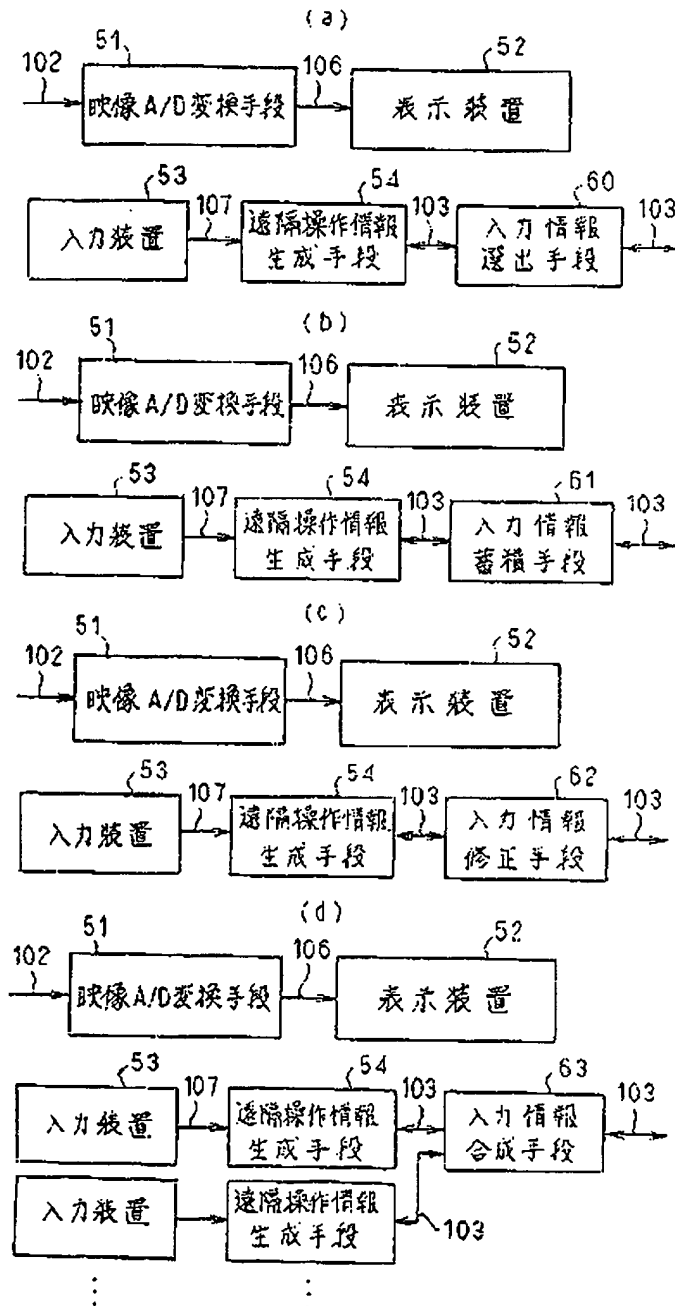 (a)
51
52
102
106
映像A/D変換手段
表示装置
53
54
60
107
103
103
入力装置
遠隔操作情報
生成手段
入力情報
選出手段
(b)
51
52
102
106
映像A/D変換手段
表示装置
53
54
61
107
103
103
入力装置
遠隔操作情報
生成手段
入力情報
蓄積手段
(c)
51
52
102
106
映像A/D変換手段
表示装置
53
54
62
107
103
103
入力装置
遠隔操作情報
生成手段
入力情報
修正手段
(d)
51
52
102
106
映像A/D変換手段
表示装置
53
54
63
107
103
103
入力装置
遠隔操作情報
生成手段
入力情報
合成手段
入力装置
遠隔操作情報
生成手段
103